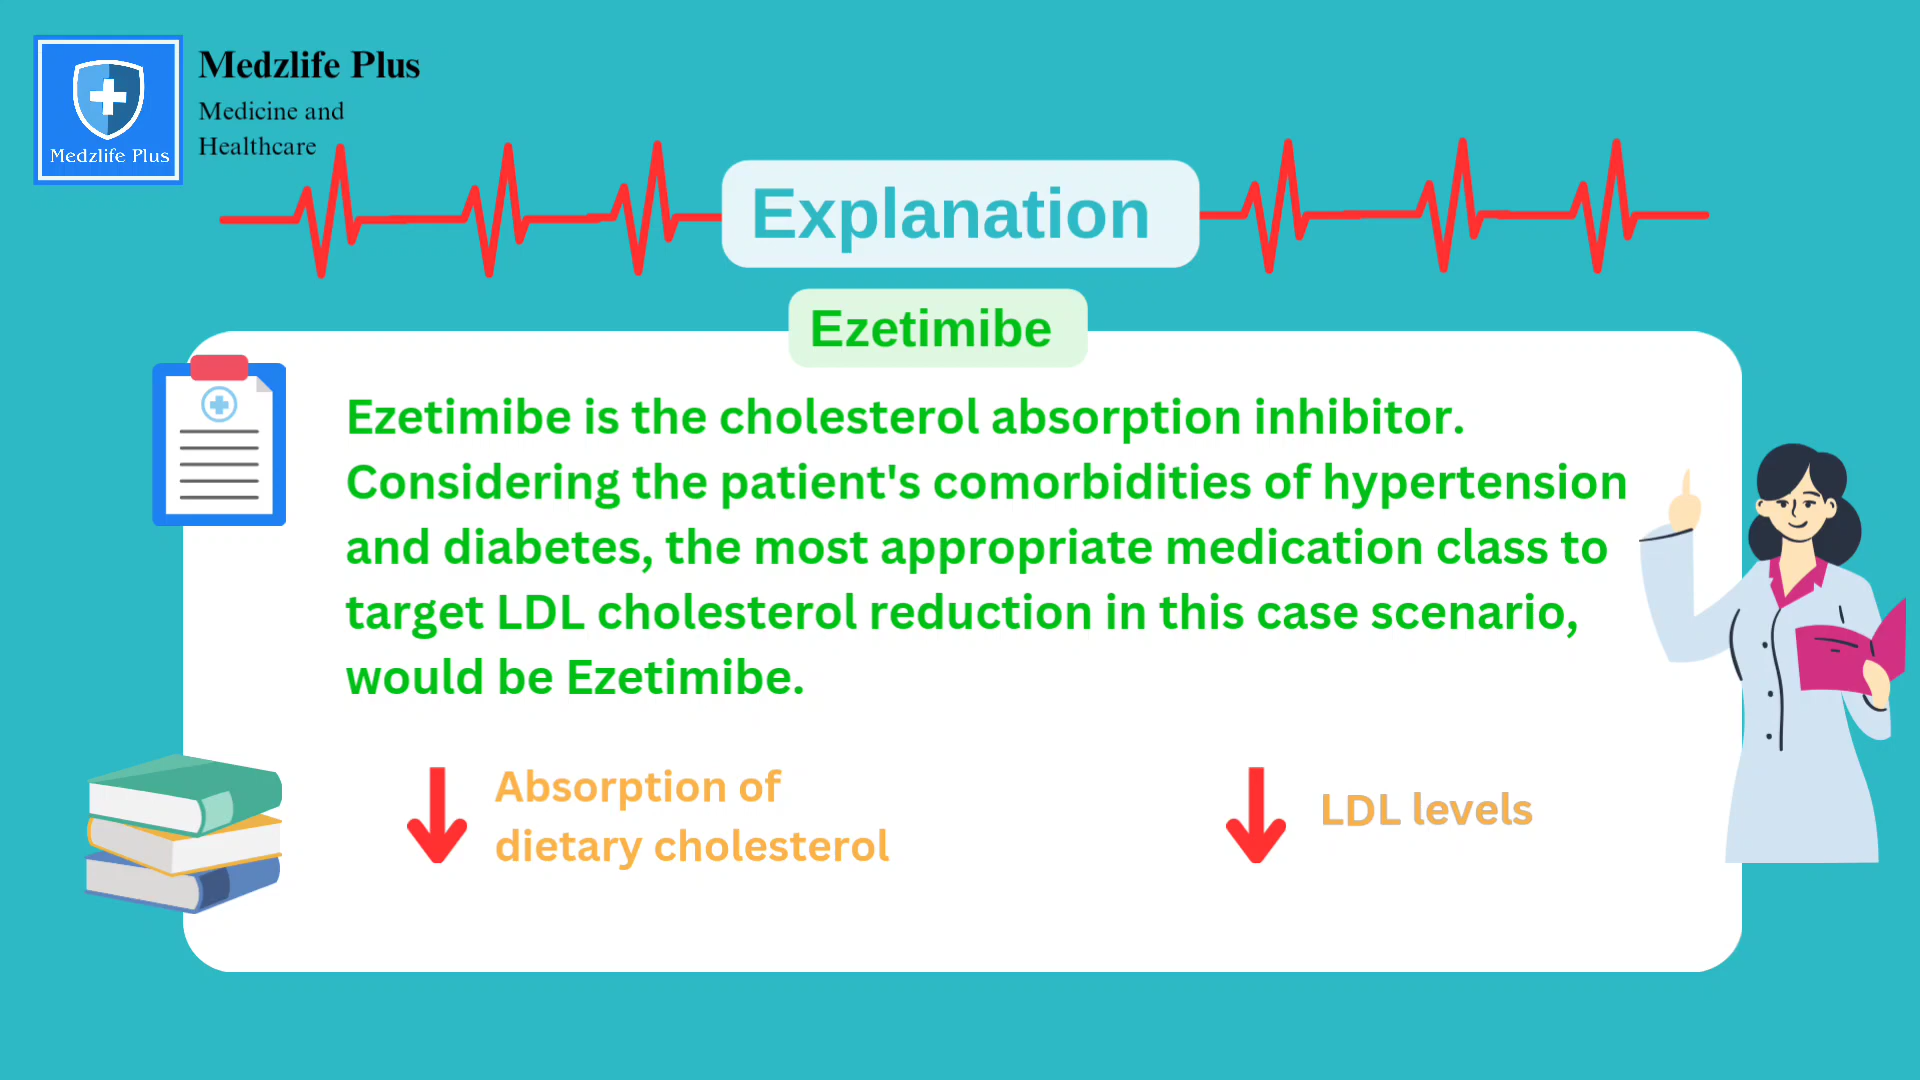 Medzlife Plus
Medicine and
Healthcare
Medzlife Plus
Explanation
Ezetimibe
Ezetimibe is the cholesterol absorption inhibitor.
Considering the patient's comorbidities of hypertension
and diabetes, the most appropriate medication class to
target LDL cholesterol reduction in this case scenario,
would be Ezetimibe.
Absorption of
dietary cholesterol
LDL levels